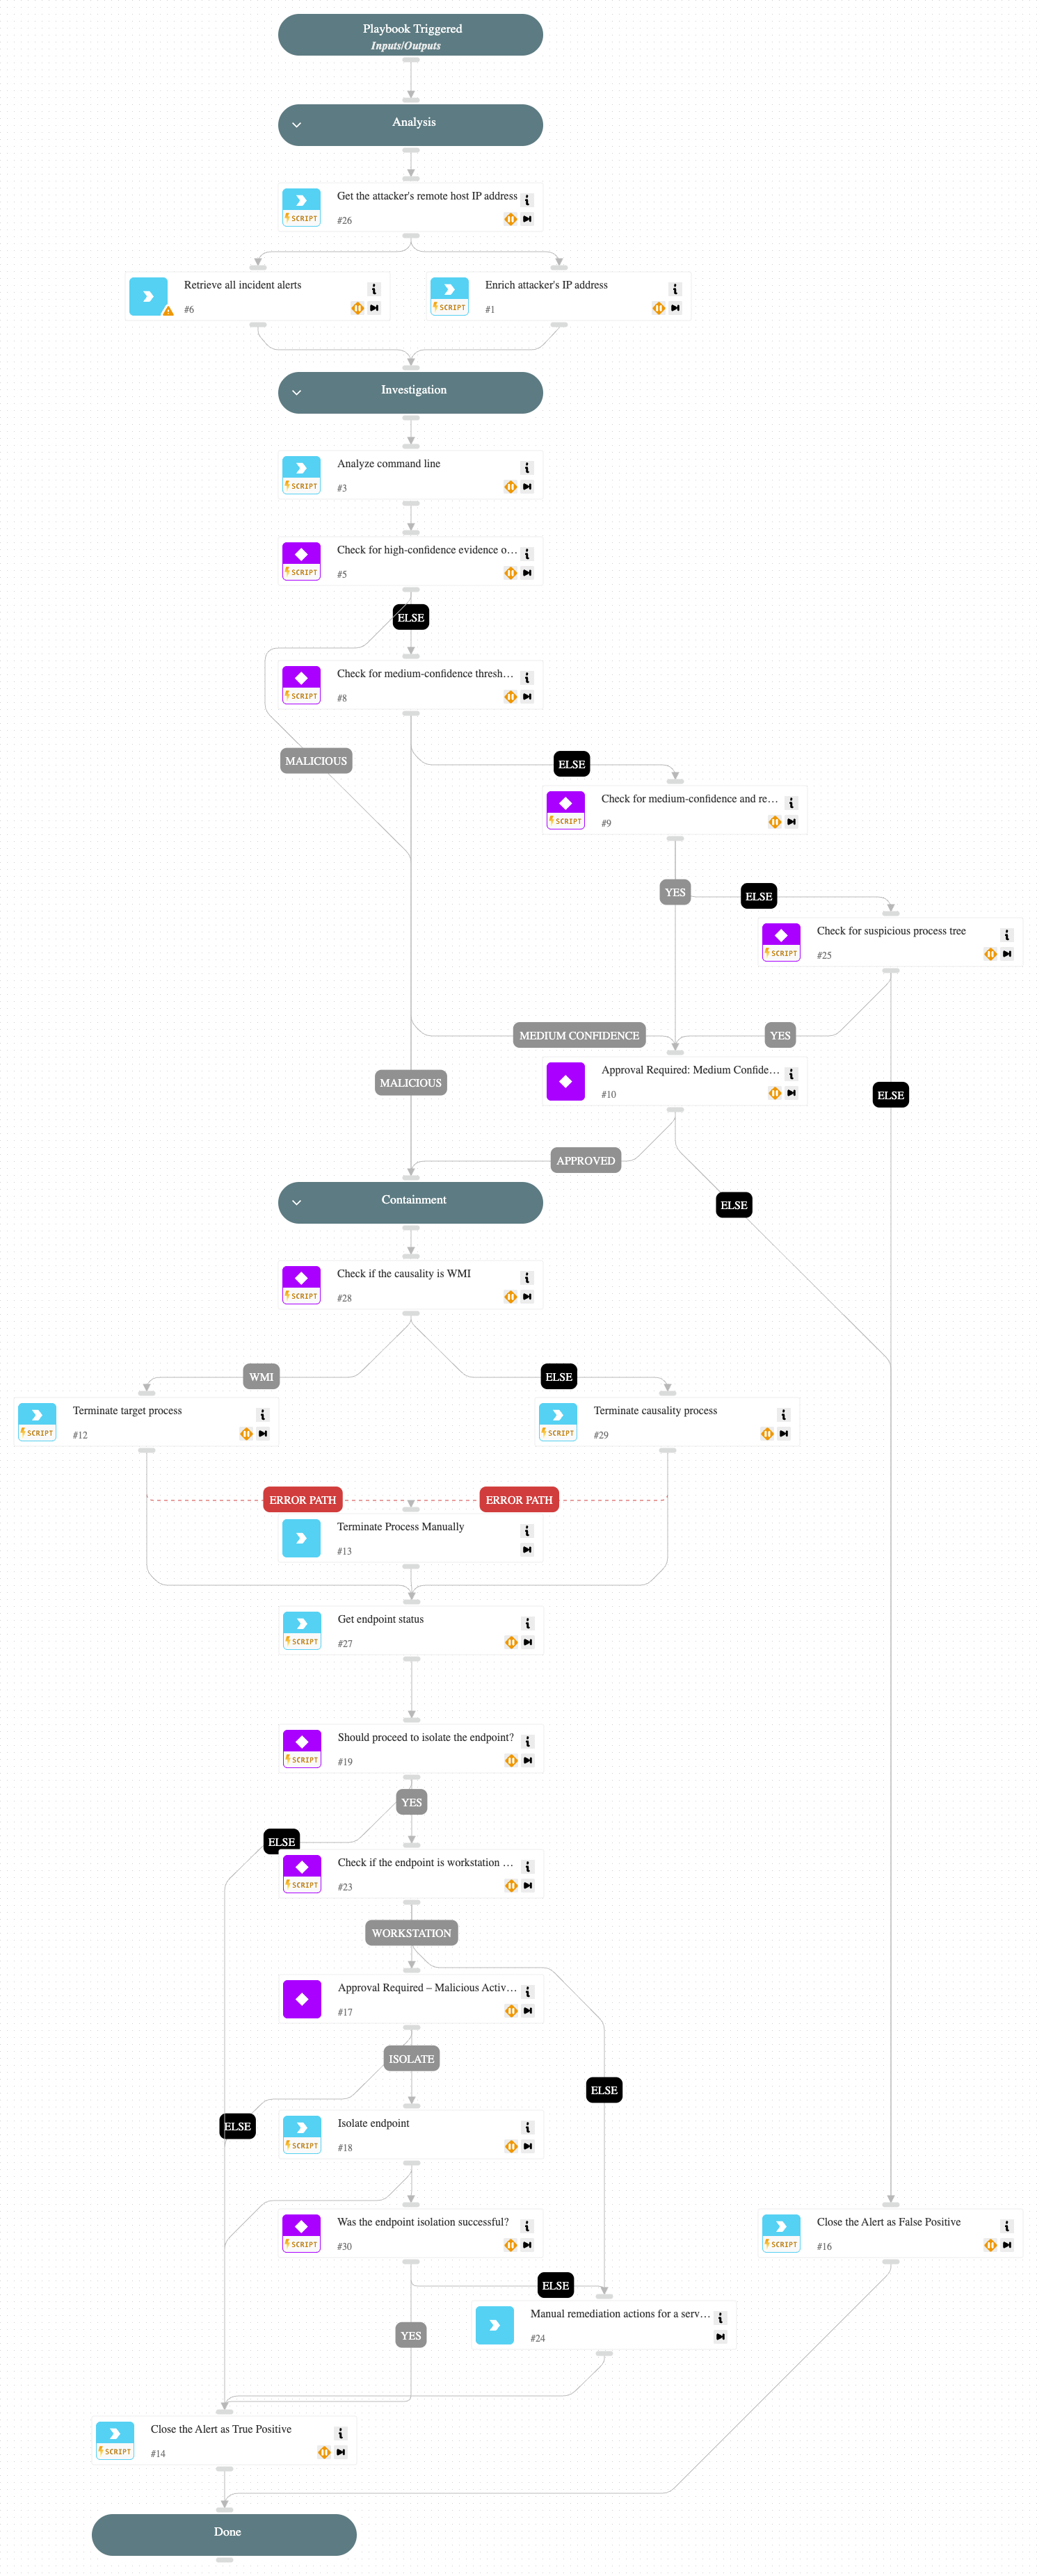 Playbook Triggered
Inputs/Outputs
Analysis
Get the attacker's remote host IP address
SCRIPT
#26
Retrieve all incident alerts
#6
Enrich attacker's IP address
SCRIPT
#1
Investigation
Analyze command line
SCRIPT
#3
Check for high-confidence evidence o…
SCRIPT
#5
ELSE
Check for medium-confidence thresh…
SCRIPT
#8
MALICIOUS
ELSE
Check for medium-confidence and re…
SCRIPT
#9
YES
ELSE
Check for suspicious process tree
SCRIPT
#25
MEDIUM CONFIDENCE
YES
Approval Required: Medium Confide…
#10
MALICIOUS
ELSE
APPROVED
Containment
ELSE
Check if the causality is WMI
SCRIPT
#28
WMI
ELSE
Terminate target process
SCRIPT
#12
Terminate causality process
SCRIPT
#29
ERROR PATH
ERROR PATH
Terminate Process Manually
#13
Get endpoint status
SCRIPT
#27
Should proceed to isolate the endpoint?
SCRIPT
#19
YES
ELSE
Check if the endpoint is workstation …
SCRIPT
#23
WORKSTATION
Approval Required – Malicious Activ…
#17
ISOLATE
ELSE
ELSE
Isolate endpoint
SCRIPT
#18
Was the endpoint isolation successful?
SCRIPT
#30
Close the Alert as False Positive
SCRIPT
#16
ELSE
Manual remediation actions for a serv…
#24
YES
Close the Alert as True Positive
SCRIPT
#14
Done